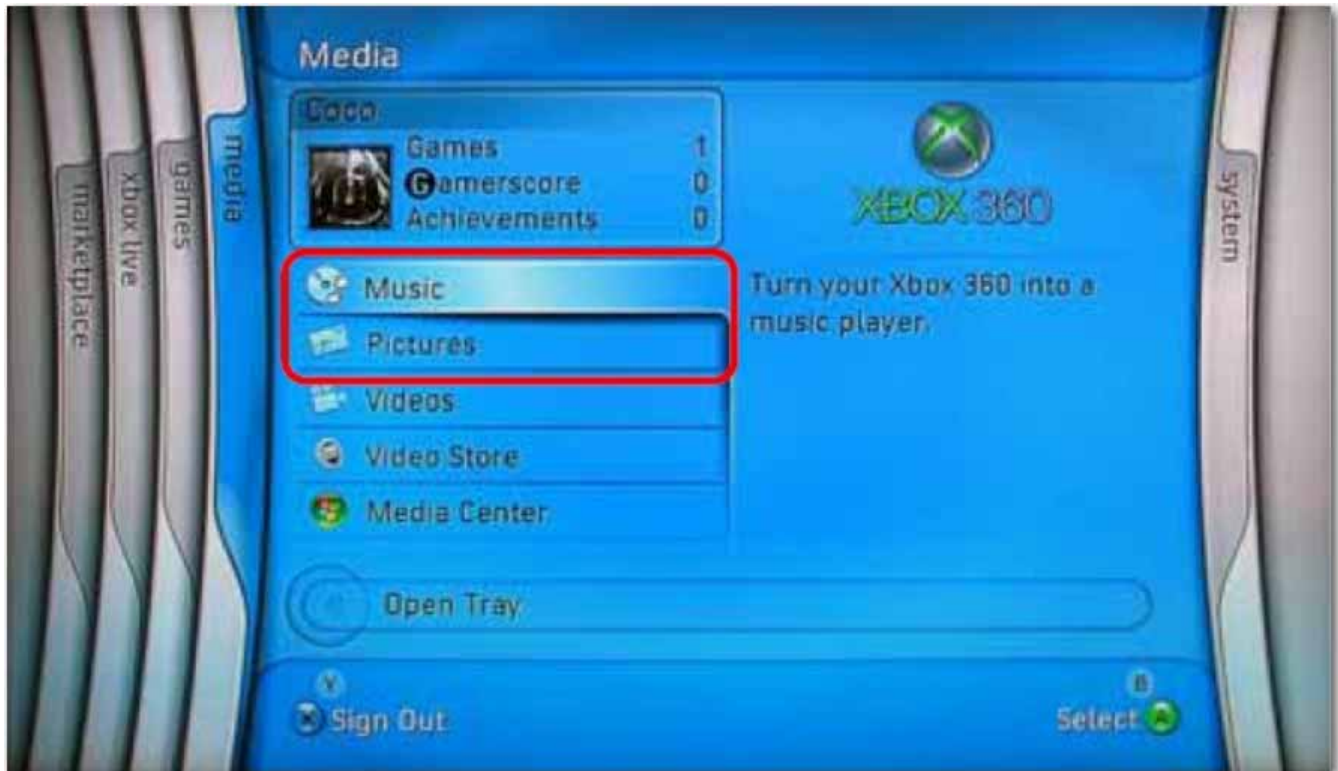 marketplace
xbox live
games
media
Media
Coco
Games 1
Gamerscore 0
Achievements 0
Music
Pictures
Videos
Video Store
Media Center
Open Tray
XBOX 360
Turn your Xbox 360 into a
music player.
system
Y
X Sign Out
B
Select A